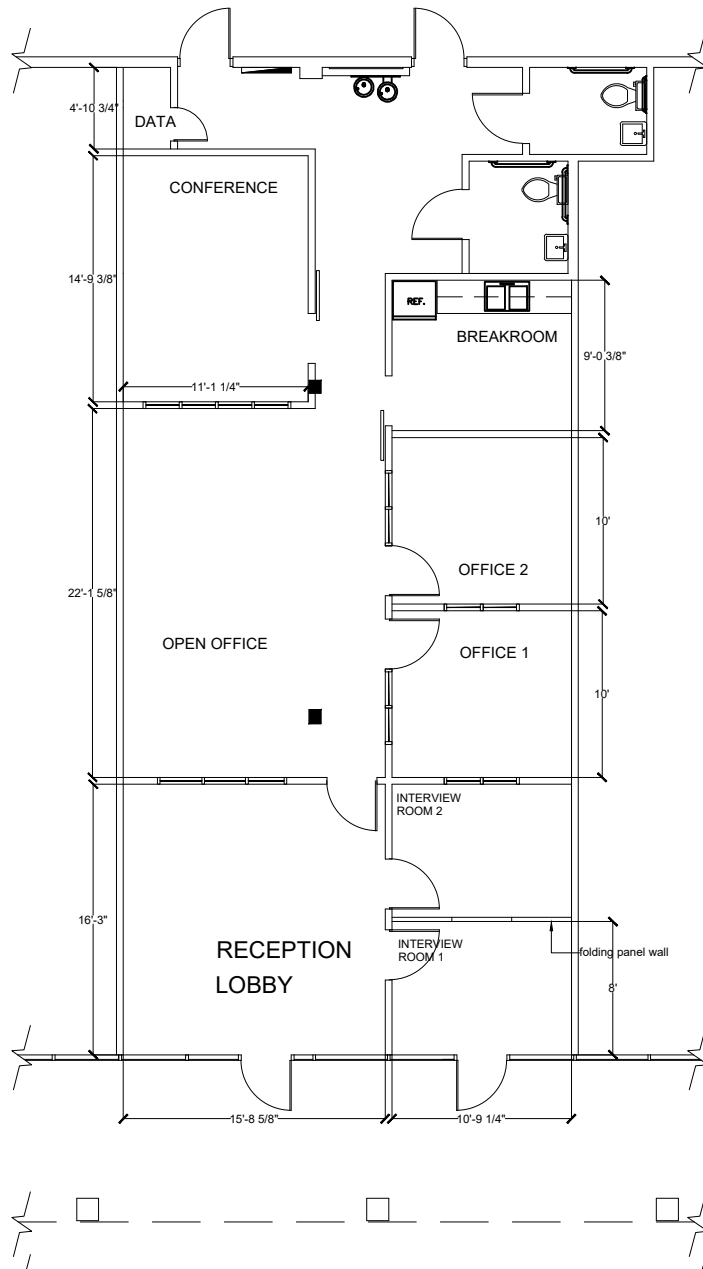 4'-10 3/4"
DATA
CONFERENCE
14'-9 3/8"
REF.
BREAKROOM
9'-0 3/8"
11'-1 1/4"
10'
OFFICE 2
22'-1 5/8"
OPEN OFFICE
OFFICE 1
10'
INTERVIEW
ROOM 2
16'-3"
RECEPTION
LOBBY
INTERVIEW
ROOM 1
folding panel wall
8'
15'-8 5/8"
10'-9 1/4"